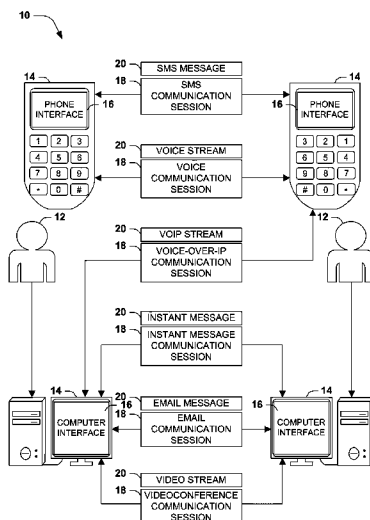 10
20 SMS MESSAGE
14 18 SMS 14
COMMUNICATION
SESSION
PHONE
INTERFACE 16
16 PHONE
INTERFACE
20 VOICE STREAM
18 VOICE
COMMUNICATION
SESSION
1 2 3
4 5 6
7 8 9
* 0 #
3 2 1
6 5 4
9 8 7
# 0 *
12 12
20 VOIP STREAM
18 VOICE-OVER-IP
COMMUNICATION
SESSION
20 INSTANT MESSAGE
18 INSTANT MESSAGE
COMMUNICATION
SESSION
14 16 20 EMAIL MESSAGE 16 14
COMPUTER
INTERFACE
18 EMAIL
COMMUNICATION
SESSION
COMPUTER
INTERFACE
20 VIDEO STREAM
18 VIDEOCONFERENCE
COMMUNICATION
SESSION